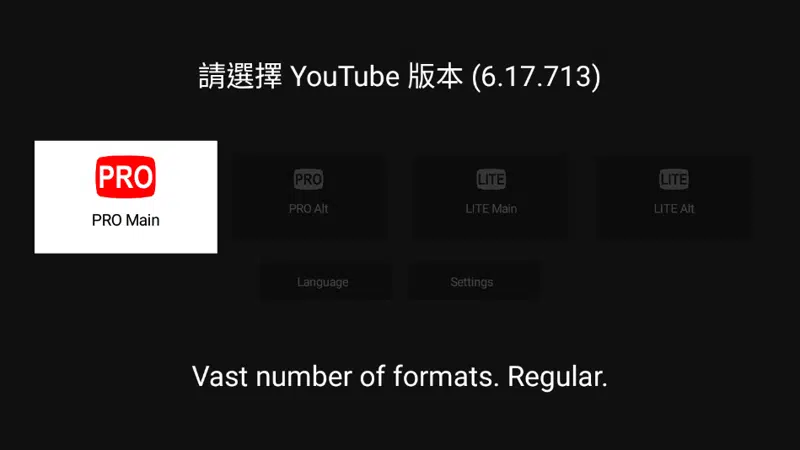 請選擇 YouTube 版本 (6.17.713)
PRO
PRO
LITE
LITE
PRO Main
PRO Alt
LITE Main
LITE Alt
Language
Settings
Vast number of formats. Regular.